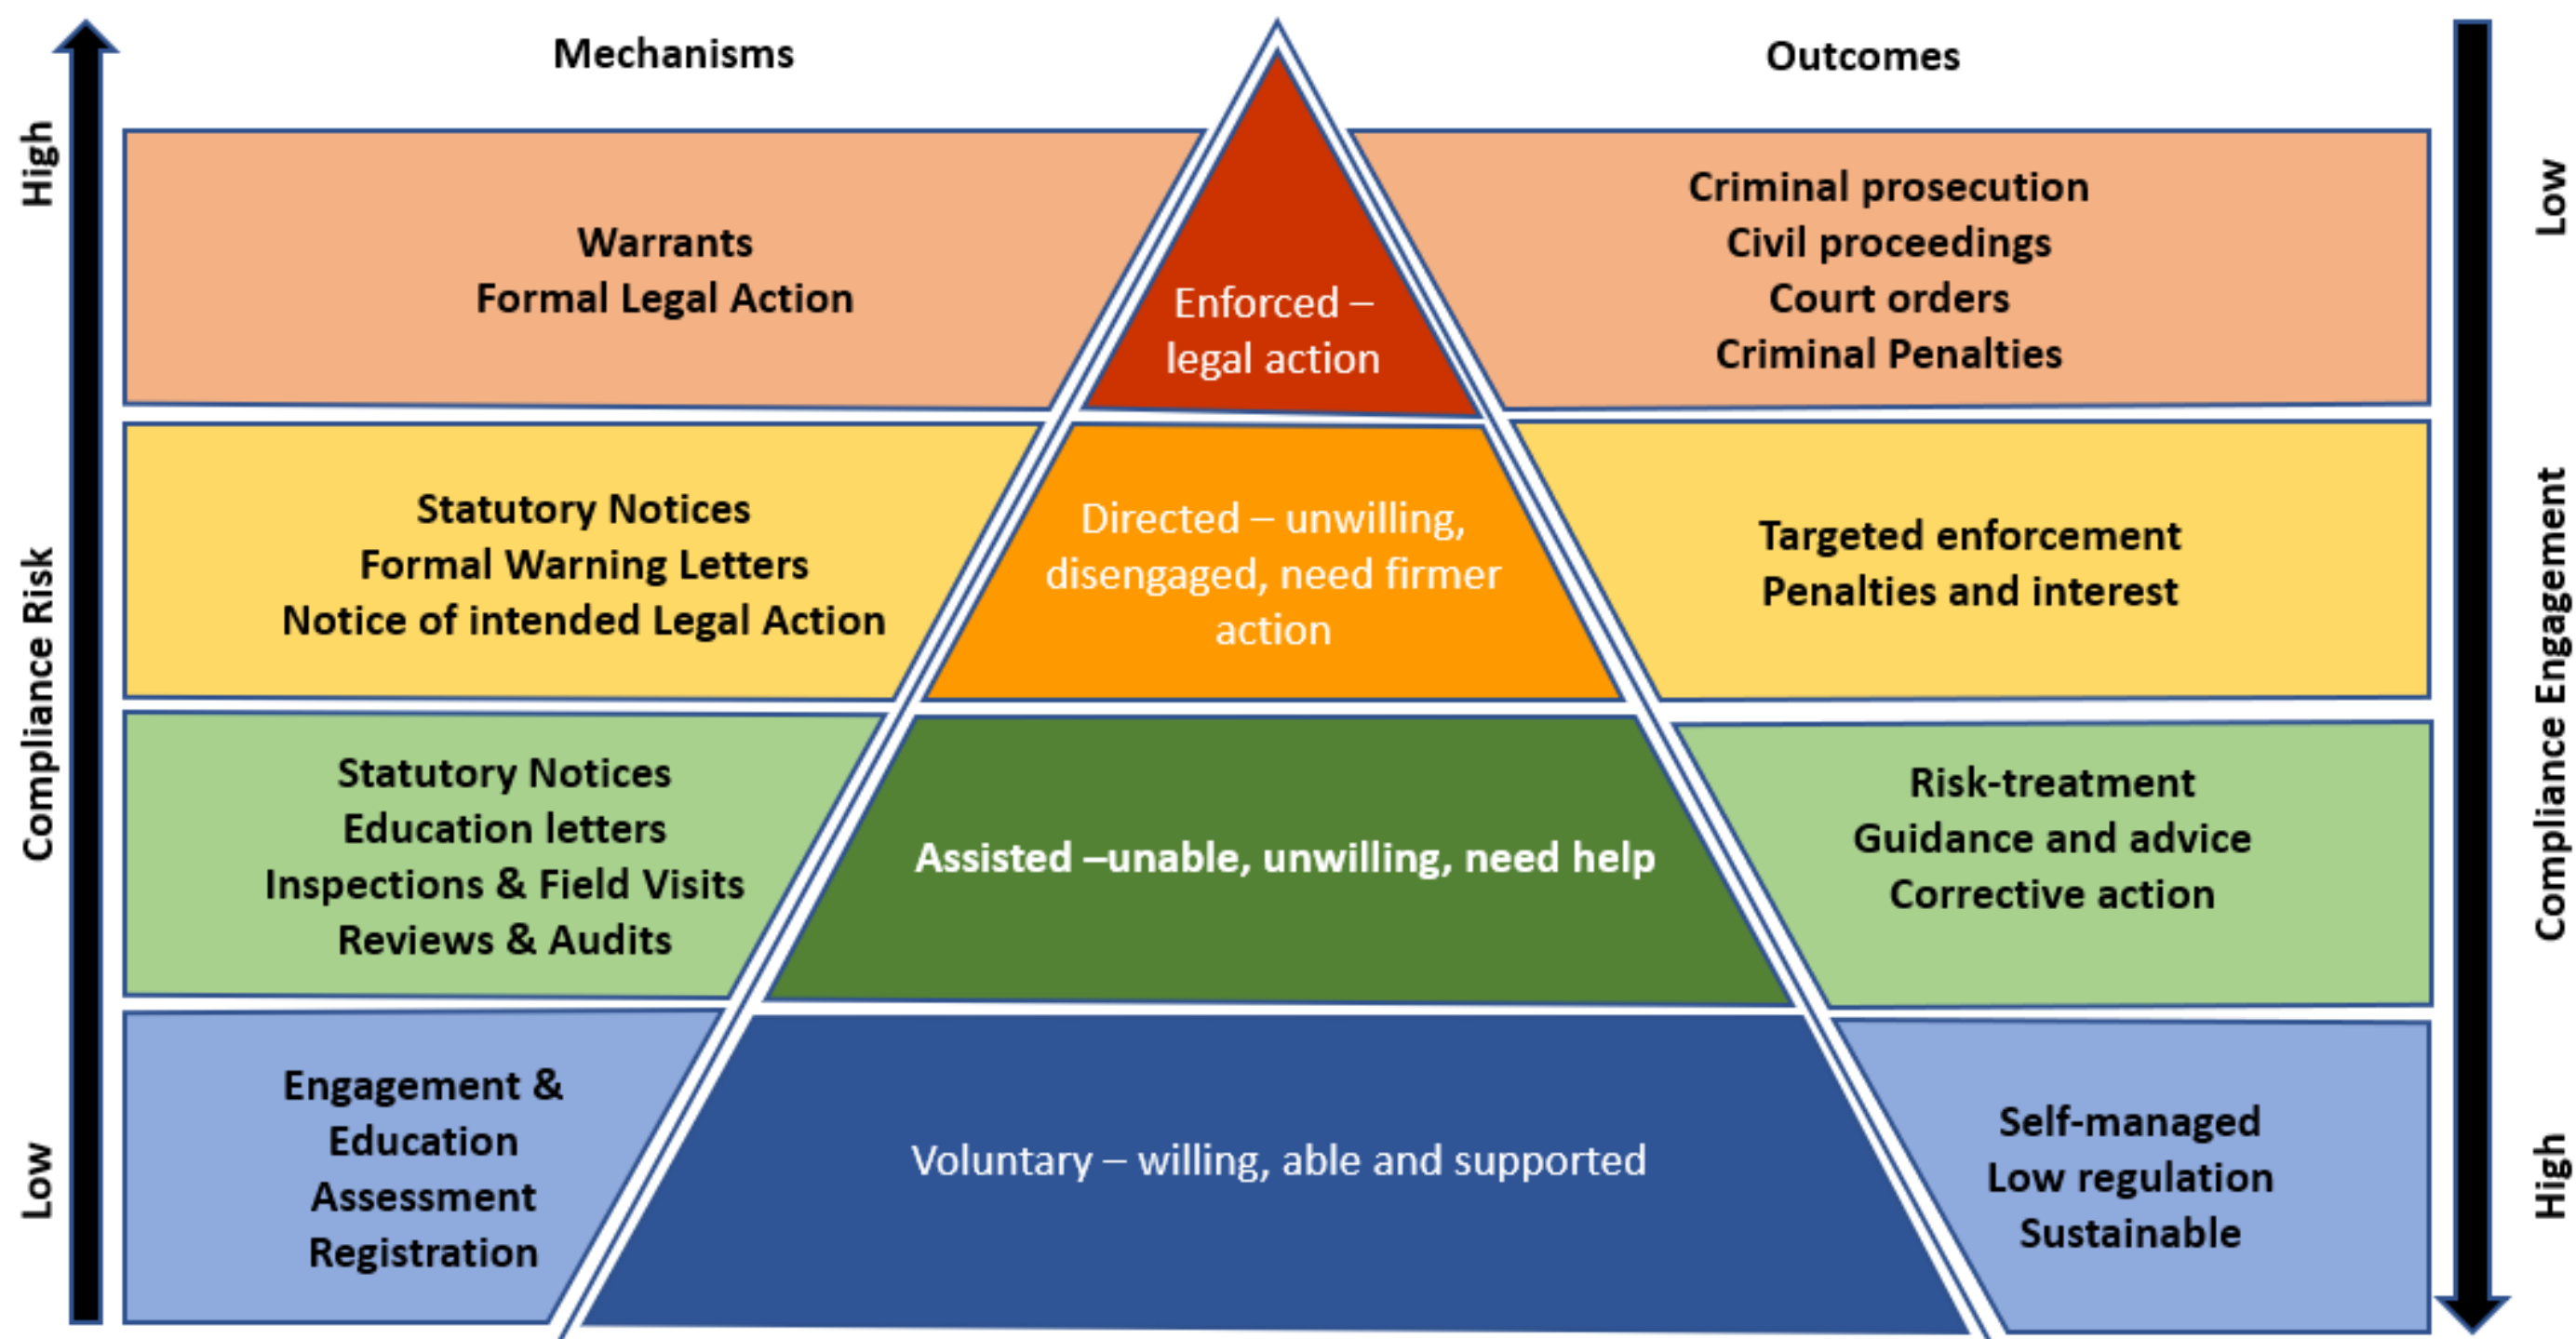 Mechanisms
Outcomes
High
Compliance Risk
Low
Warrants
Formal Legal Action
Enforced –
legal action
Criminal prosecution
Civil proceedings
Court orders
Criminal Penalties
Statutory Notices
Formal Warning Letters
Notice of intended Legal Action
Directed – unwilling,
disengaged, need firmer
action
Targeted enforcement
Penalties and interest
Statutory Notices
Education letters
Inspections & Field Visits
Reviews & Audits
Assisted –unable, unwilling, need help
Risk-treatment
Guidance and advice
Corrective action
Engagement &
Education
Assessment
Registration
Voluntary – willing, able and supported
Self-managed
Low regulation
Sustainable
Low
Compliance Engagement
High